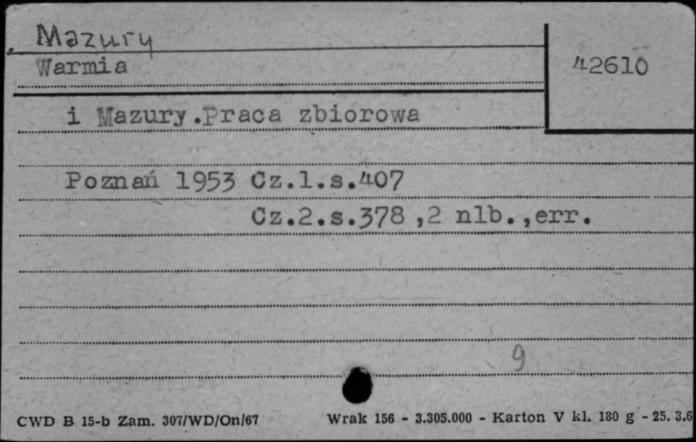 Mazury
Warmia
42610
i Mazury.Praca zbiorowa
Poznań 1953 Cz.1.s.407
Cz.2.s.378 ,2 nlb.,err.
9
CWD B 15-b Zam. 307/WD/On/67 Wrak 156 - 3.305.000 - Karton V kl. 180 g - 25. 3.6